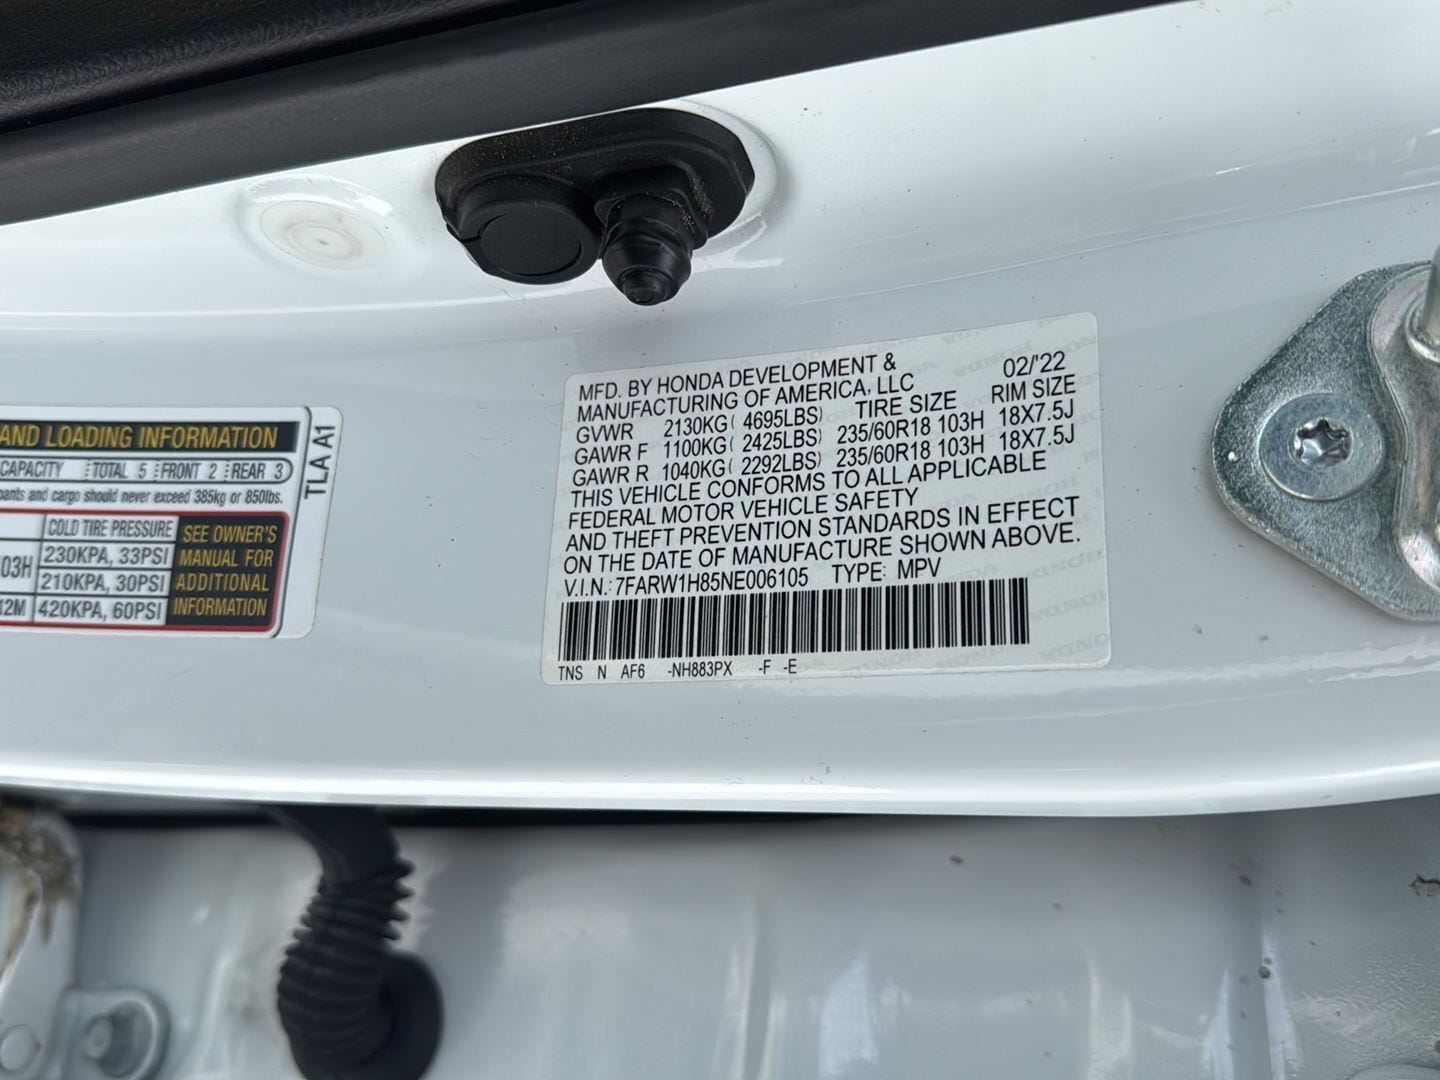 AND LOADING INFORMATION
CAPACITY TOTAL 5 FRONT 2 REAR 3
pants and cargo should never exceed 385kg or 850lbs.
COLD TIRE PRESSURE
03H 230KPA, 33PSI
210KPA, 30PSI
12M 420KPA, 60PSI
SEE OWNER'S
MANUAL FOR
ADDITIONAL
INFORMATION
TLA A1
MFD. BY HONDA DEVELOPMENT & 02/'22
MANUFACTURING OF AMERICA, LLC RIM SIZE
GVWR 2130KG( 4695LBS) TIRE SIZE
GAWR F 1100KG( 2425LBS) 235/60R18 103H 18X7.5J
GAWR R 1040KG( 2292LBS) 235/60R18 103H 18X7.5J
THIS VEHICLE CONFORMS TO ALL APPLICABLE
FEDERAL MOTOR VEHICLE SAFETY
AND THEFT PREVENTION STANDARDS IN EFFECT
ON THE DATE OF MANUFACTURE SHOWN ABOVE.
V.I.N.: 7FARW1H85NE006105 TYPE: MPV
TNS N AF6 -NH883PX -F -E